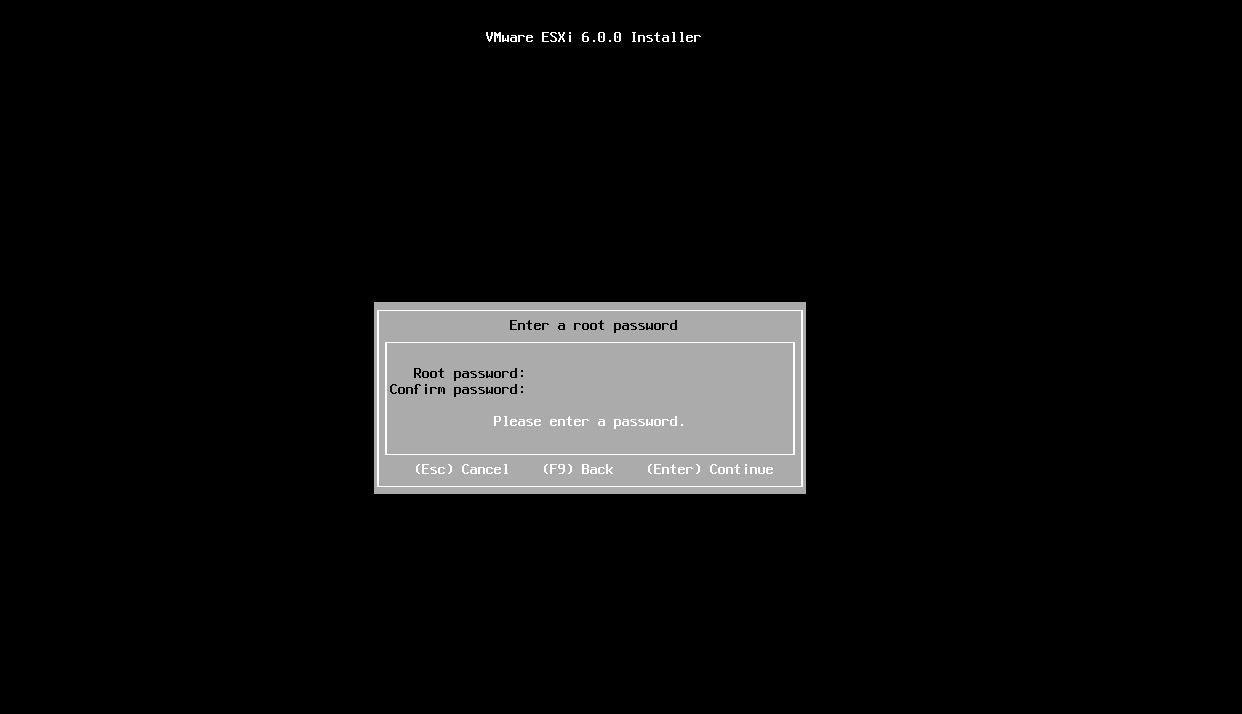 VMware ESXi 6.0.0 Installer
Enter a root password
Root password:
Confirm password:
Please enter a password.
(Esc) Cancel (F9) Back (Enter) Continue